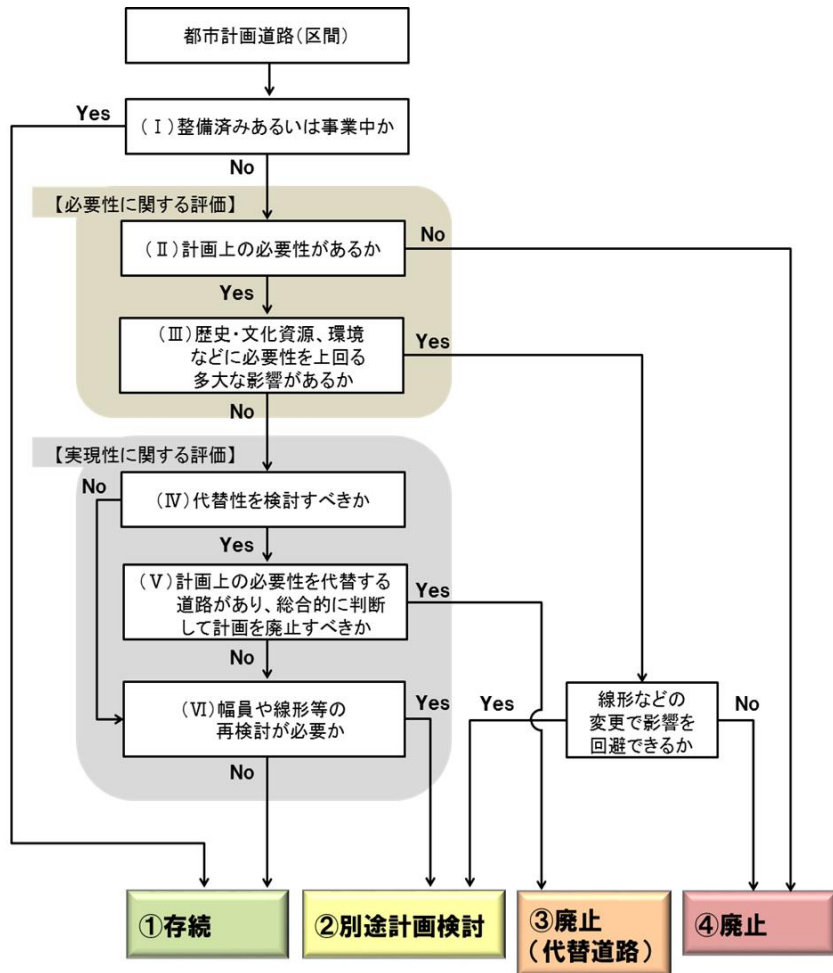 都市計画道路（区間）
Yes
（Ⅰ）整備済みあるいは事業中か
No
【必要性に関する評価】
（Ⅱ）計画上の必要性があるか
No
Yes
（Ⅲ）歴史・文化資源、環境
などに必要性を上回る
多大な影響があるか
Yes
No
【実現性に関する評価】
No
（Ⅳ）代替性を検討すべきか
Yes
（Ⅴ）計画上の必要性を代替する
道路があり、総合的に判断
して計画を廃止すべきか
Yes
No
（Ⅵ）幅員や線形等の
再検討が必要か
Yes
No
Yes
線形などの
変更で影響を
回避できるか
No
①存続
②別途計画検討
③廃止
（代替道路）
④廃止